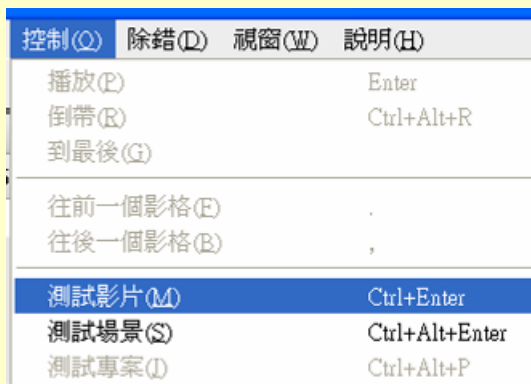 控制(O) 除錯(D) 視窗(W) 說明(H)
播放(P) Enter
倒帶(R) Ctrl+Alt+R
到最後(G)
往前一個影格(F) .
往後一個影格(B) ,
測試影片(M) Ctrl+Enter
測試場景(S) Ctrl+Alt+Enter
測試專案(J) Ctrl+Alt+P